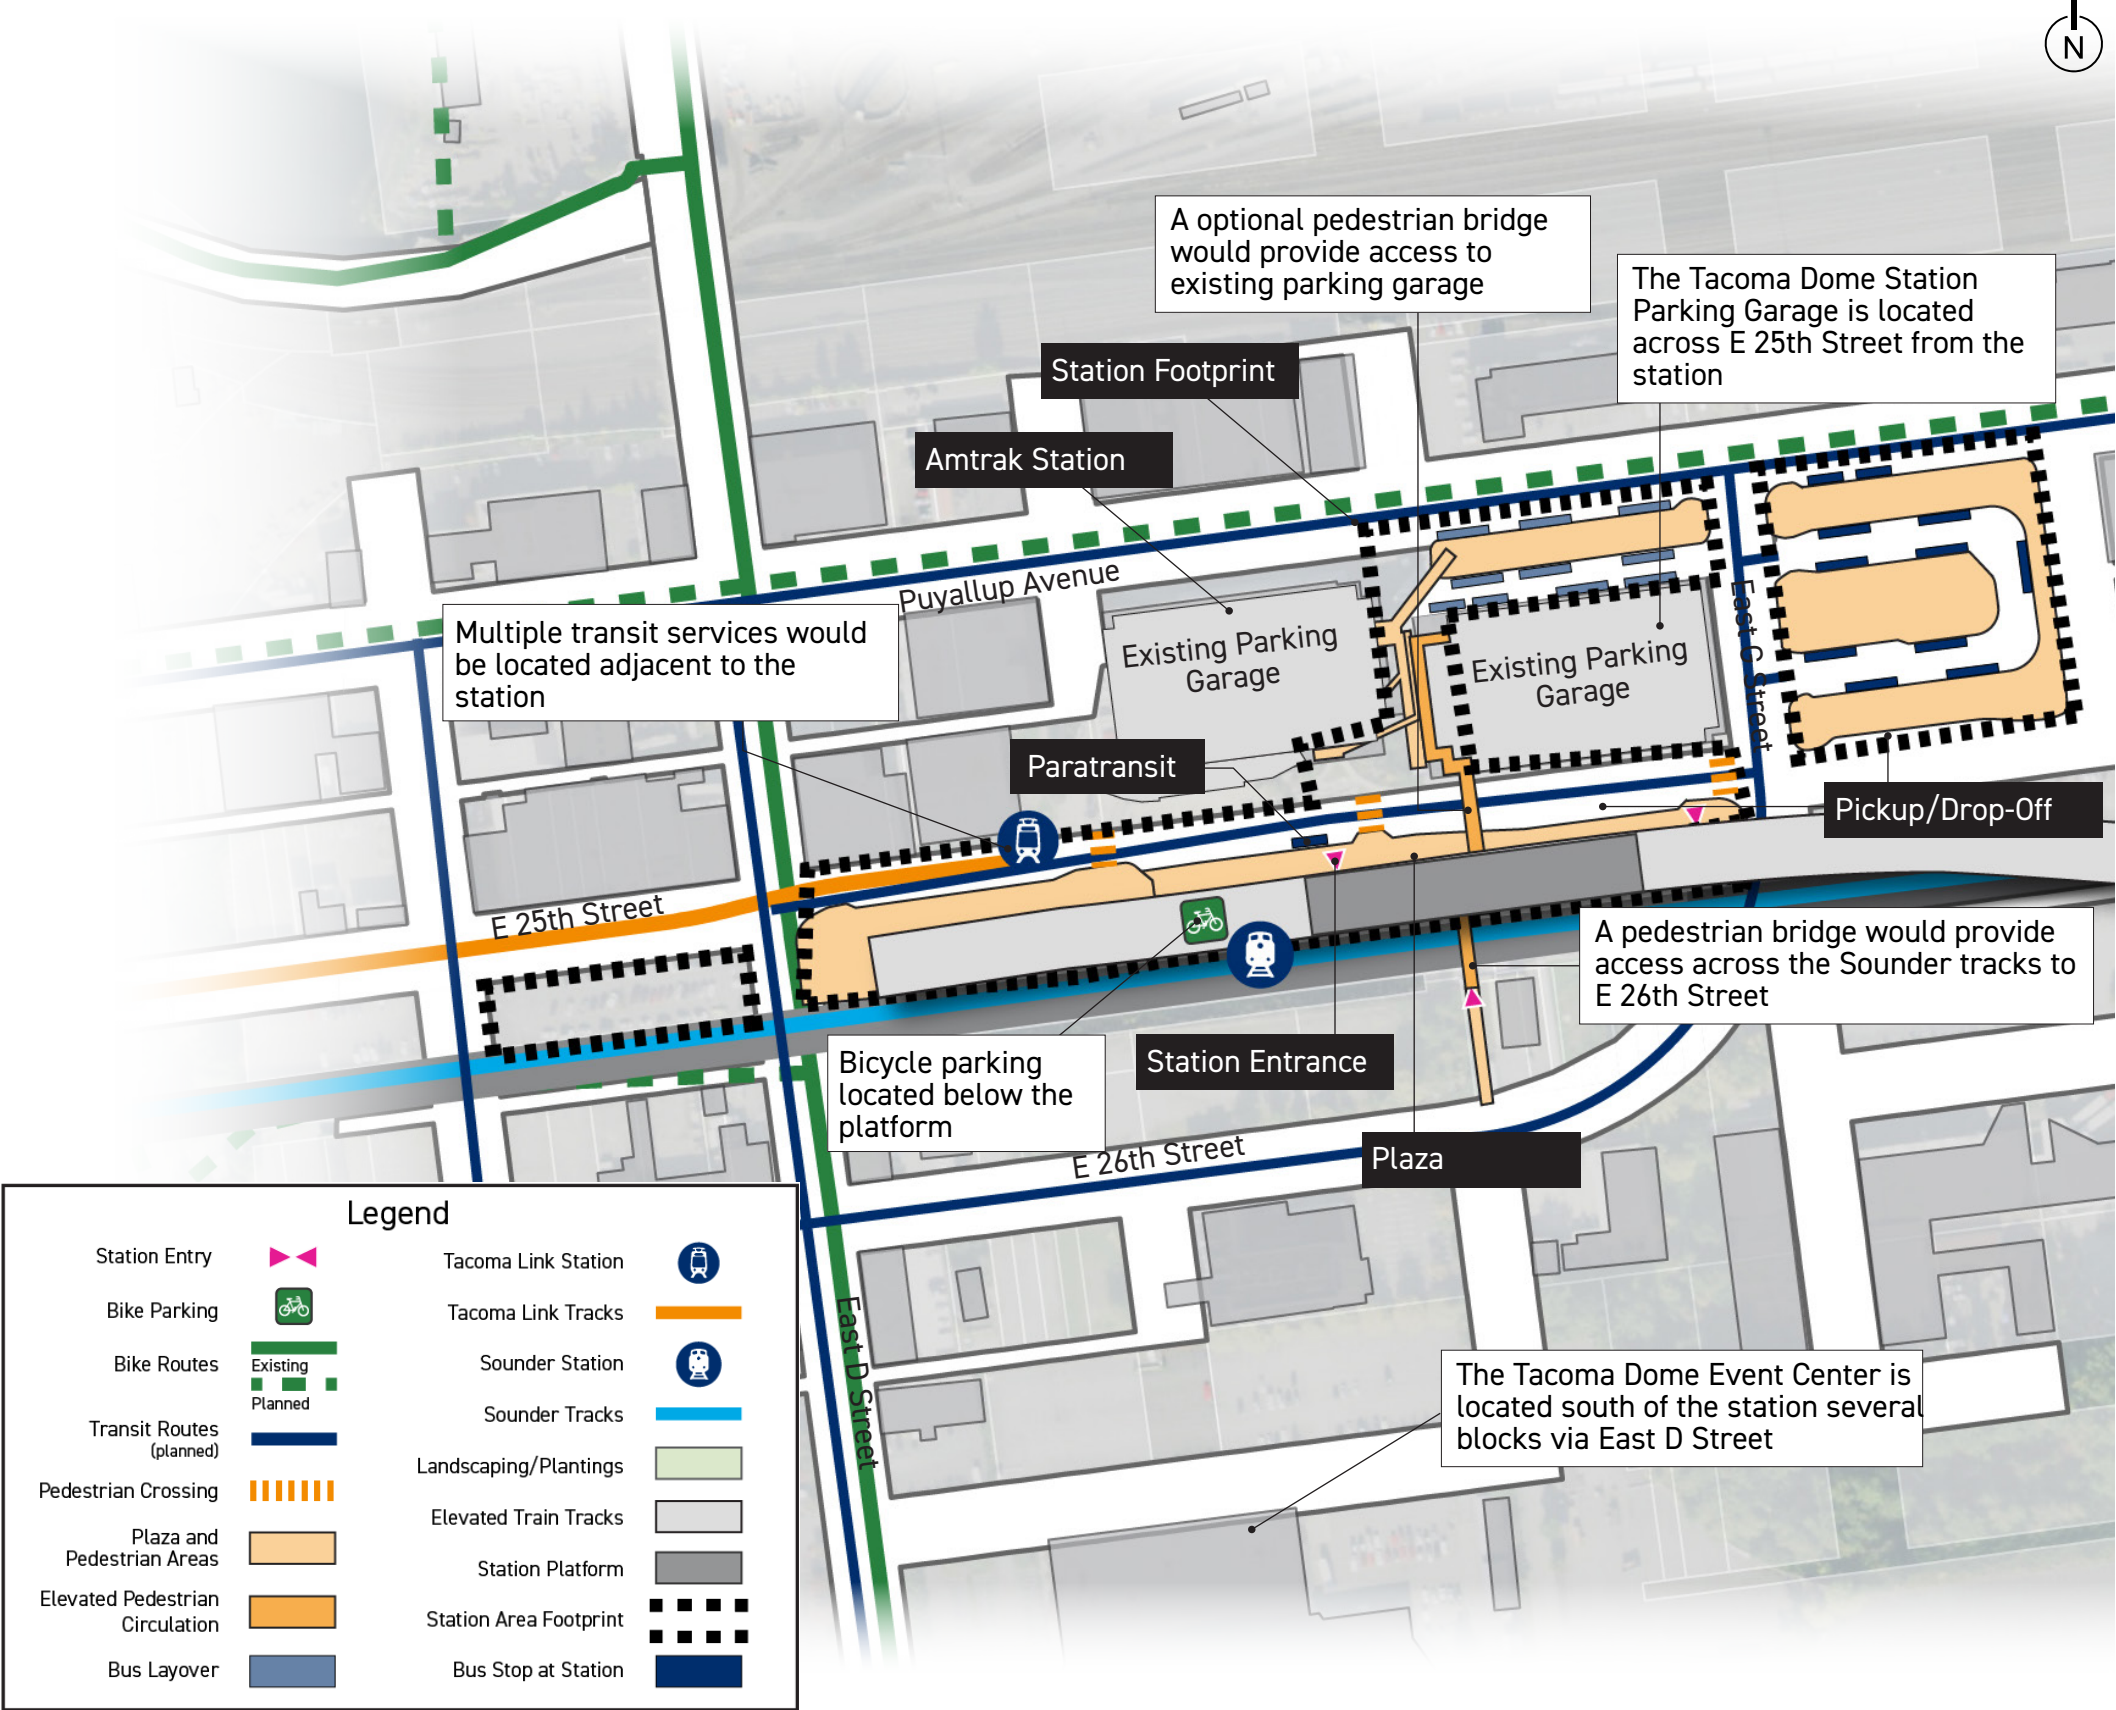 N
A optional pedestrian bridge
would provide access to
existing parking garage
The Tacoma Dome Station
Parking Garage is located
across E 25th Street from the
station
Station Footprint
Amtrak Station
Puyallup Avenue
Multiple transit services would
be located adjacent to the
station
Existing Parking
Garage
Existing Parking
Garage
East G Street
Paratransit
Pickup/Drop-Off
E 25th Street
A pedestrian bridge would provide
access across the Sounder tracks to
E 26th Street
Bicycle parking
located below the
platform
Station Entrance
Plaza
E 26th Street
East D Street
The Tacoma Dome Event Center is
located south of the station several
blocks via East D Street
Legend
Station Entry
Bike Parking
Bike Routes
Existing
Planned
Transit Routes
(planned)
Pedestrian Crossing
Plaza and
Pedestrian Areas
Elevated Pedestrian
Circulation
Bus Layover
Tacoma Link Station
Tacoma Link Tracks
Sounder Station
Sounder Tracks
Landscaping/Plantings
Elevated Train Tracks
Station Platform
Station Area Footprint
Bus Stop at Station